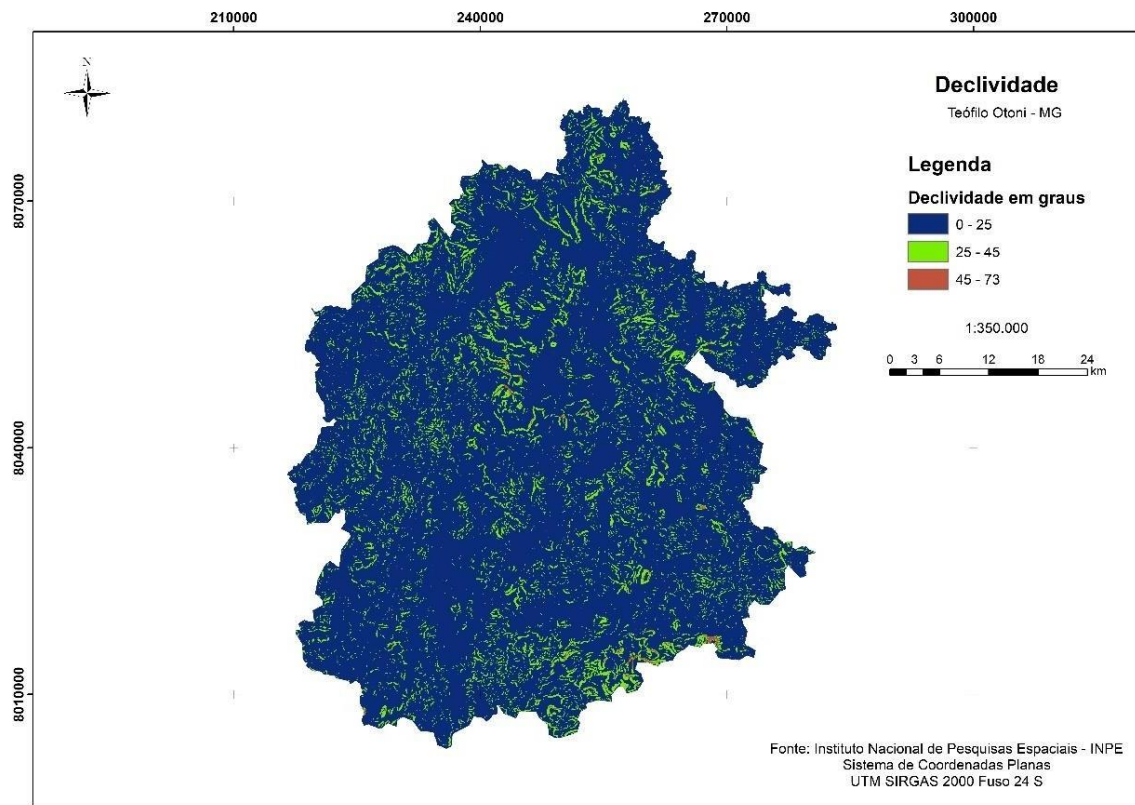 210000 240000 270000 300000
N
Declividade
Teófilo Otoni - MG
Legenda
Declividade em graus
0 - 25
25 - 45
45 - 73
1:350.000
0 3 6 12 18 24
km
8070000
8040000
8010000
Fonte: Instituto Nacional de Pesquisas Espaciais - INPE
Sistema de Coordenadas Planas
UTM SIRGAS 2000 Fuso 24 S